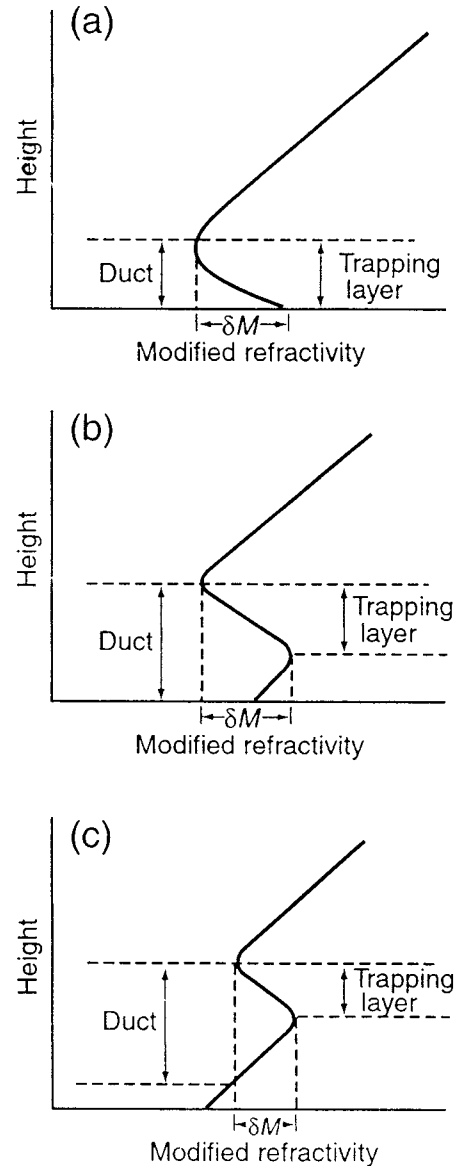 (a)
Height
Duct
Trapping
layer
δM
Modified refractivity
(b)
Height
Duct
Trapping
layer
δM
Modified refractivity
(c)
Height
Duct
Trapping
layer
δM
Modified refractivity